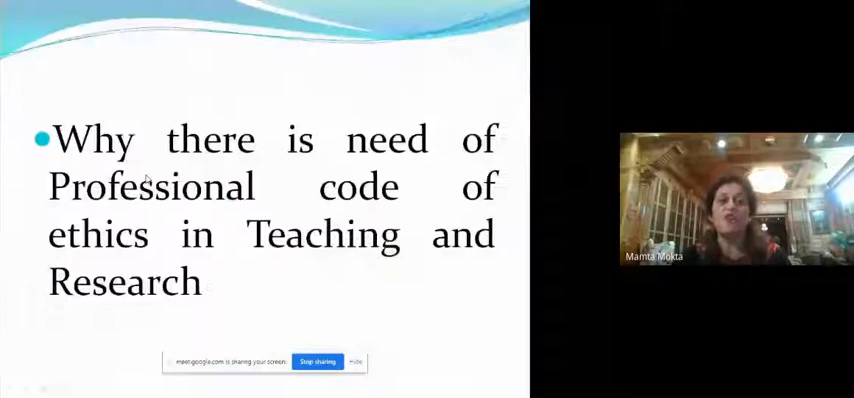 Why there is need of
Professional code of
ethics in Teaching and
Research
meet.google.com is sharing your screen.
Stop sharing
Hide
Mamta Mokta